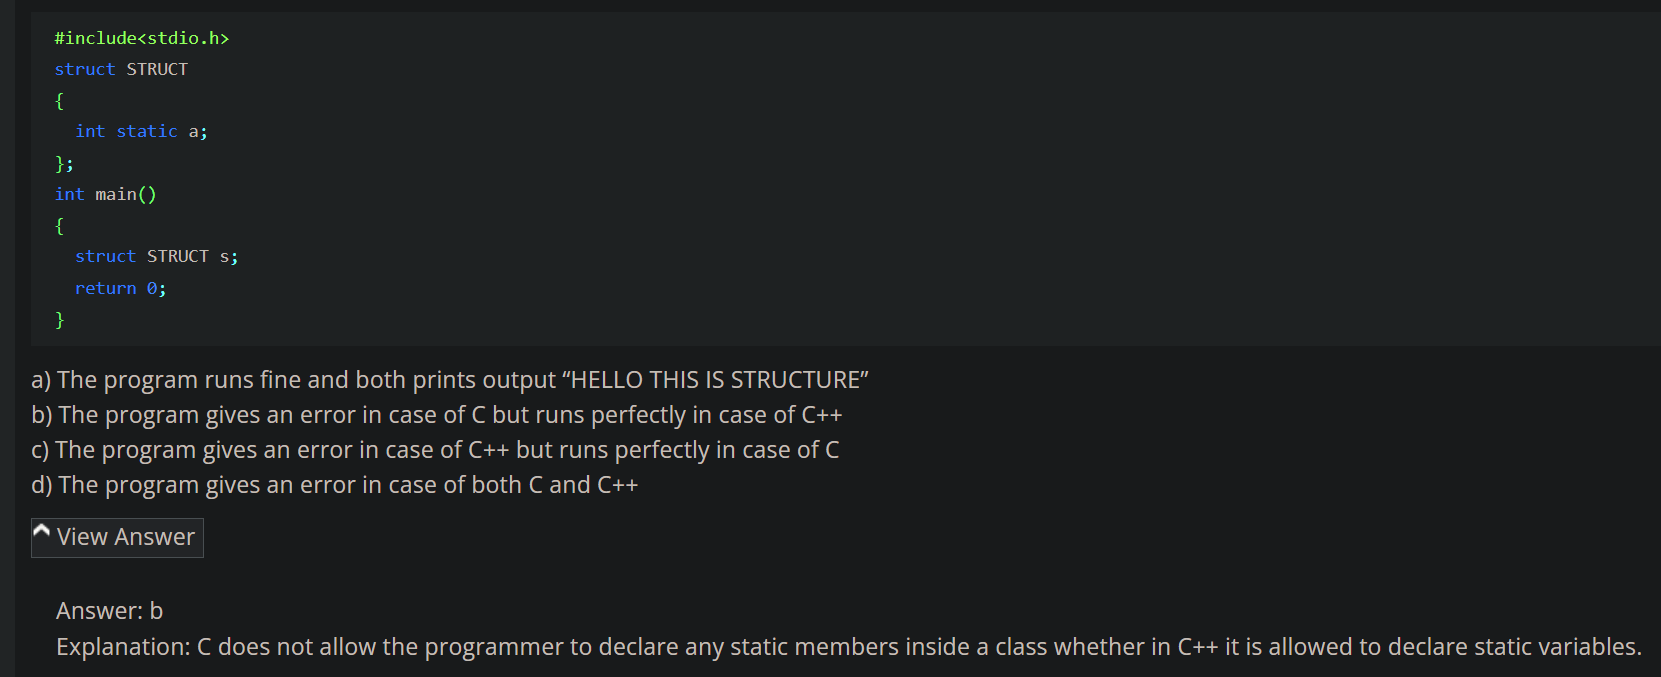 #include<stdio.h>
struct STRUCT
{
  int static a;
};
int main()
{
  struct STRUCT s;
  return 0;
}
a) The program runs fine and both prints output “HELLO THIS IS STRUCTURE”
b) The program gives an error in case of C but runs perfectly in case of C++
c) The program gives an error in case of C++ but runs perfectly in case of C
d) The program gives an error in case of both C and C++
View Answer
Answer: b
Explanation: C does not allow the programmer to declare any static members inside a class whether in C++ it is allowed to declare static variables.